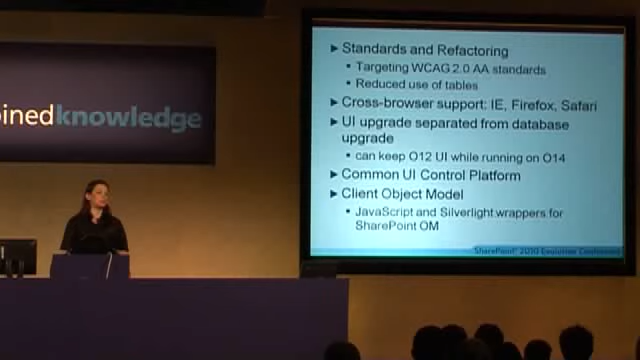 inedknowledge
► Standards and Refactoring
▪ Targeting WCAG 2.0 AA standards
▪ Reduced use of tables
► Cross-browser support: IE, Firefox, Safari
► UI upgrade separated from database
upgrade
▪ can keep O12 UI while running on O14
► Common UI Control Platform
► Client Object Model
▪ JavaScript and Silverlight wrappers for
SharePoint OM
SharePoint 2010 Evolution Conference